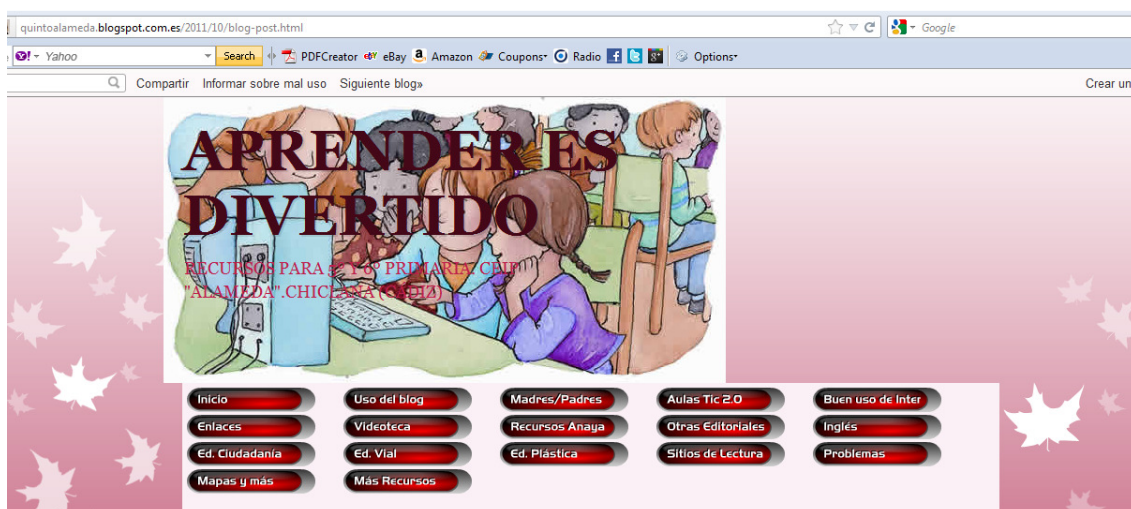 quintoalameda.blogspot.com.es/2011/10/blog-post.html
Google
Yahoo
Search
PDFCreator eBay Amazon Coupons Radio Options
Compartir Informar sobre mal uso Siguiente blog» Crear un
APRENDER ES
DIVERTIDO
RECURSOS PARA 5º Y 6º PRIMARIA. CEIP
"ALAMEDA".CHICLANA (CÁDIZ)
Inicio Uso del blog Madres/Padres Aulas Tic 2.0 Buen uso de Inter
Enlaces Videoteca Recursos Anaya Otras Editoriales Inglés
Ed. Ciudadanía Ed. Vial Ed. Plástica Sitios de Lectura Problemas
Mapas y más Más Recursos